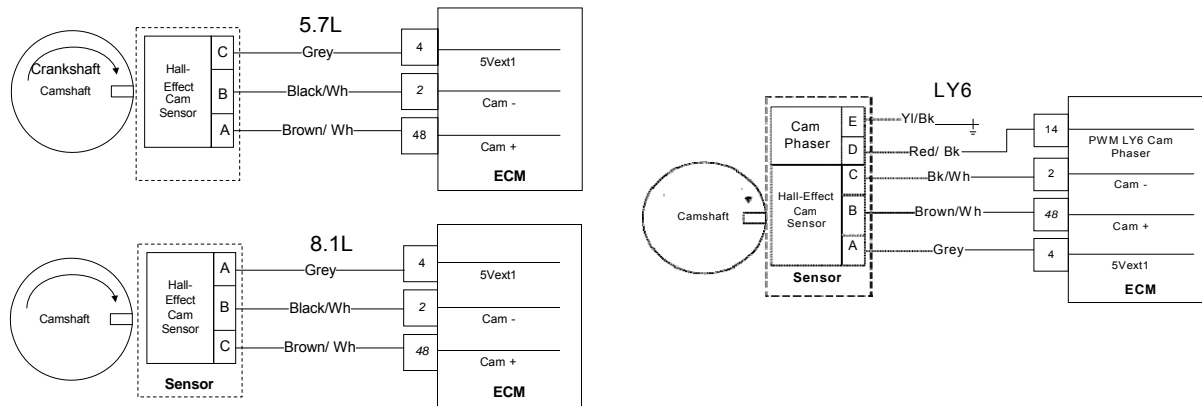 5.7L
Crankshaft
Camshaft
Hall-
Effect
Cam
Sensor
C
B
A
Grey
Black/Wh
Brown/ Wh
4
2
48
5Vext1
Cam -
Cam +
ECM
8.1L
Camshaft
Hall-
Effect
Cam
Sensor
A
B
C
Sensor
Grey
Black/Wh
Brown/ Wh
4
2
48
5Vext1
Cam -
Cam +
ECM
LY6
Camshaft
Cam
Phaser
Hall-Effect
Cam
Sensor
E
D
C
B
A
Sensor
Yl/Bk
Red/ Bk
Bk/Wh
Brown/Wh
Grey
14
2
48
4
PWM LY6 Cam
Phaser
Cam -
Cam +
5Vext1
ECM